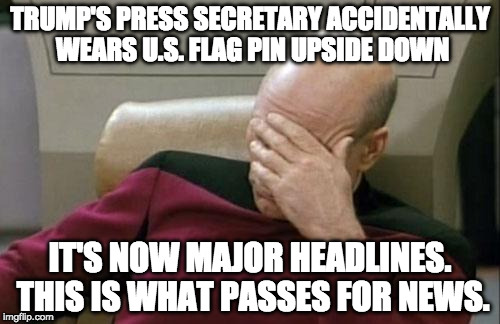 TRUMP'S PRESS SECRETARY ACCIDENTALLY
WEARS U.S. FLAG PIN UPSIDE DOWN
IT'S NOW MAJOR HEADLINES.
THIS IS WHAT PASSES FOR NEWS.
imgflip.com